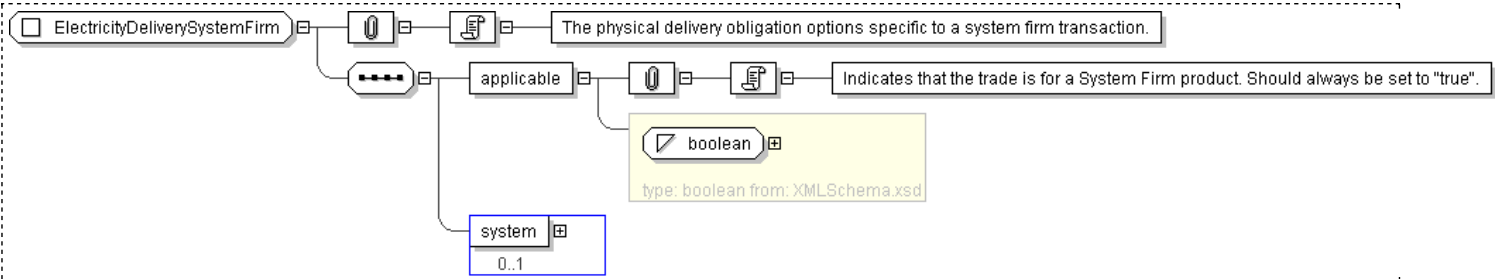 ElectricityDeliverySystemFirm
The physical delivery obligation options specific to a system firm transaction.
applicable
Indicates that the trade is for a System Firm product. Should always be set to "true".
boolean
type: boolean from: XMLSchema.xsd
system
0..1